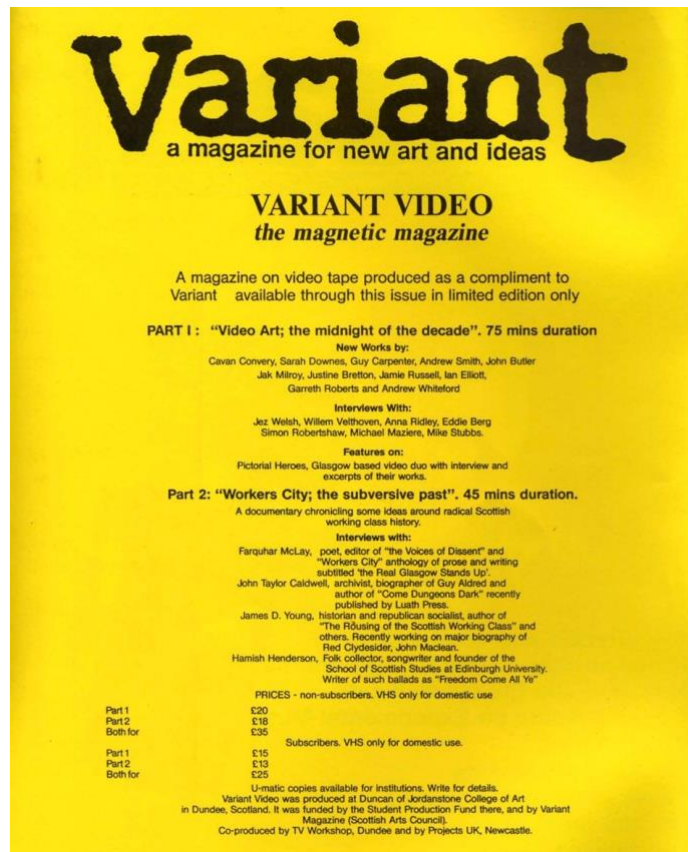 Variant
a magazine for new art and ideas
VARIANT VIDEO
the magnetic magazine
A magazine on video tape produced as a compliment to
Variant available through this issue in limited edition only
PART I : "Video Art; the midnight of the decade". 75 mins duration
New Works by:
Cavan Convery, Sarah Downes, Guy Carpenter, Andrew Smith, John Butler
Jak Milroy, Justine Bretton, Jamie Russell, Ian Elliott,
Garreth Roberts and Andrew Whiteford
Interviews With:
Jez Welsh, Willem Velthoven, Anna Ridley, Eddie Berg
Simon Robertshaw, Michael Maziere, Mike Stubbs.
Features on:
Pictorial Heroes, Glasgow based video duo with interview and
excerpts of their works.
Part 2: "Workers City; the subversive past". 45 mins duration.
A documentary chronicling some ideas around radical Scottish
working class history.
Interviews with:
Farquhar McLay, poet, editor of "the Voices of Dissent" and
"Workers City" anthology of prose and writing
subtitled 'the Real Glasgow Stands Up'.
John Taylor Caldwell, archivist, biographer of Guy Aldred and
author of "Come Dungeons Dark" recently
published by Luath Press.
James D. Young, historian and republican socialist, author of
"The Rousing of the Scottish Working Class" and
others. Recently working on major biography of
Red Clydesider, John Maclean.
Hamish Henderson, Folk collector, songwriter and founder of the
School of Scottish Studies at Edinburgh University.
Writer of such ballads as "Freedom Come All Ye"
PRICES - non-subscribers. VHS only for domestic use
Part 1 £20
Part 2 £18
Both for £35
Subscribers. VHS only for domestic use.
Part 1 £15
Part 2 £13
Both for £25
U-matic copies available for institutions. Write for details.
Variant Video was produced at Duncan of Jordanstone College of Art
in Dundee, Scotland. It was funded by the Student Production Fund there, and by Variant
Magazine (Scottish Arts Council).
Co-produced by TV Workshop, Dundee and by Projects UK, Newcastle.